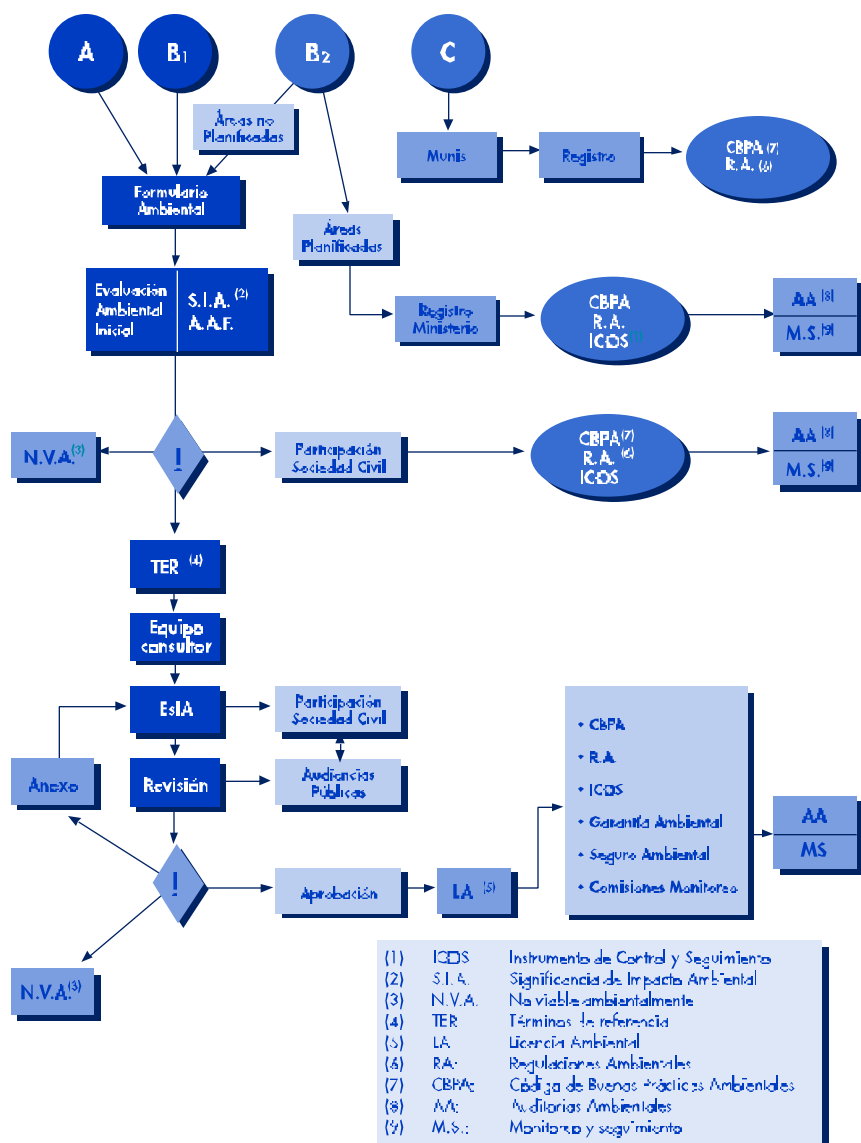 A
B1
B2
C
Áreas no
Planificadas
Munis
Registro
CBPA (7)
R.A. (6)
Formulario
Ambiental
Áreas
Planificadas
Evaluación
Ambiental
Inicial
S.I.A. (2)
A.A.F.
Registro
Ministerio
CBPA
R.A.
ICOS (1)
AA (8)
M.S. (9)
N.V.A. (3)
!
Participación
Sociedad Civil
CBPA (7)
R.A. (6)
ICOS
AA (8)
M.S. (9)
TER (4)
Equipo
consultor
EsIA
Participación
Sociedad Civil
Anexo
Revisión
Audiencias
Públicas
• CBPA
• R.A.
• ICOS
• Garantía Ambiental
• Seguro Ambiental
• Comisiones Monitoreo
AA
MS
!
Aprobación
LA (5)
N.V.A. (3)
(1) ICOS Instrumento de Control y Seguimiento
(2) S.I.A. Significancia de Impacto Ambiental
(3) N.V.A. No viable ambientalmente
(4) TER Términos de referencia
(5) LA Licencia Ambiental
(6) RA: Regulaciones Ambientales
(7) CBPA: Código de Buenas Prácticas Ambientales
(8) AA: Auditorias Ambientales
(9) M.S.: Monitoreo y seguimiento